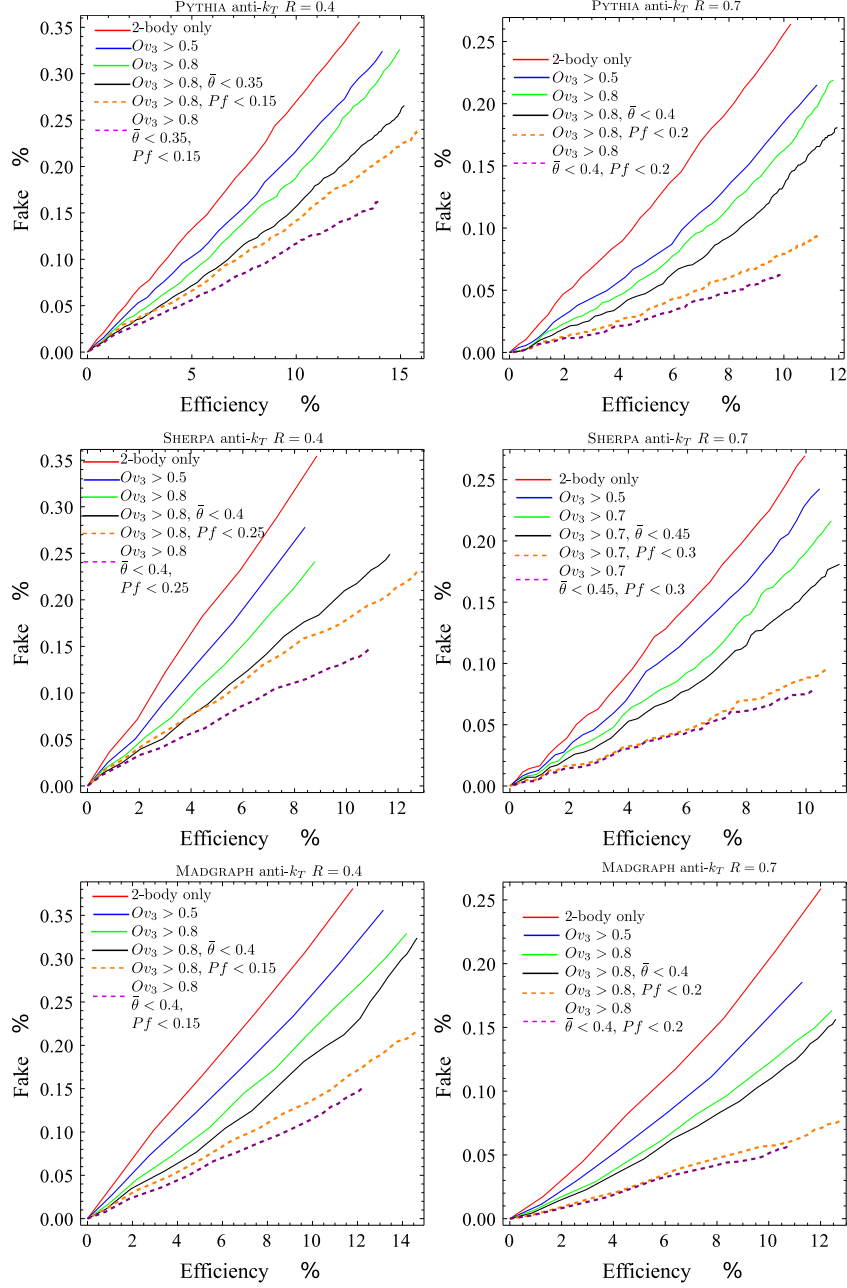 PYTHIA anti-k_T R = 0.4
2-body only
Ov_3 > 0.5
Ov_3 > 0.8
Ov_3 > 0.8, θ̄ < 0.35
Ov_3 > 0.8, Pf < 0.15
Ov_3 > 0.8
θ̄ < 0.35,
Pf < 0.15
Fake %
0.35
0.30
0.25
0.20
0.15
0.10
0.05
0.00
0 5 10 15
Efficiency %
PYTHIA anti-k_T R = 0.7
2-body only
Ov_3 > 0.5
Ov_3 > 0.8
Ov_3 > 0.8, θ̄ < 0.4
Ov_3 > 0.8, Pf < 0.2
Ov_3 > 0.8
θ̄ < 0.4, Pf < 0.2
Fake %
0.25
0.20
0.15
0.10
0.05
0.00
0 2 4 6 8 10 12
Efficiency %
SHERPA anti-k_T R = 0.4
2-body only
Ov_3 > 0.5
Ov_3 > 0.8
Ov_3 > 0.8, θ̄ < 0.4
Ov_3 > 0.8, Pf < 0.25
Ov_3 > 0.8
θ̄ < 0.4,
Pf < 0.25
Fake %
0.35
0.30
0.25
0.20
0.15
0.10
0.05
0.00
0 2 4 6 8 10 12
Efficiency %
SHERPA anti-k_T R = 0.7
2-body only
Ov_3 > 0.5
Ov_3 > 0.7
Ov_3 > 0.7, θ̄ < 0.45
Ov_3 > 0.7, Pf < 0.3
Ov_3 > 0.7
θ̄ < 0.45, Pf < 0.3
Fake %
0.25
0.20
0.15
0.10
0.05
0.00
0 2 4 6 8 10
Efficiency %
MADGRAPH anti-k_T R = 0.4
2-body only
Ov_3 > 0.5
Ov_3 > 0.8
Ov_3 > 0.8, θ̄ < 0.4
Ov_3 > 0.8, Pf < 0.15
Ov_3 > 0.8
θ̄ < 0.4,
Pf < 0.15
Fake %
0.35
0.30
0.25
0.20
0.15
0.10
0.05
0.00
0 2 4 6 8 10 12 14
Efficiency %
MADGRAPH anti-k_T R = 0.7
2-body only
Ov_3 > 0.5
Ov_3 > 0.8
Ov_3 > 0.8, θ̄ < 0.4
Ov_3 > 0.8, Pf < 0.2
Ov_3 > 0.8
θ̄ < 0.4, Pf < 0.2
Fake %
0.25
0.20
0.15
0.10
0.05
0.00
0 2 4 6 8 10 12
Efficiency %